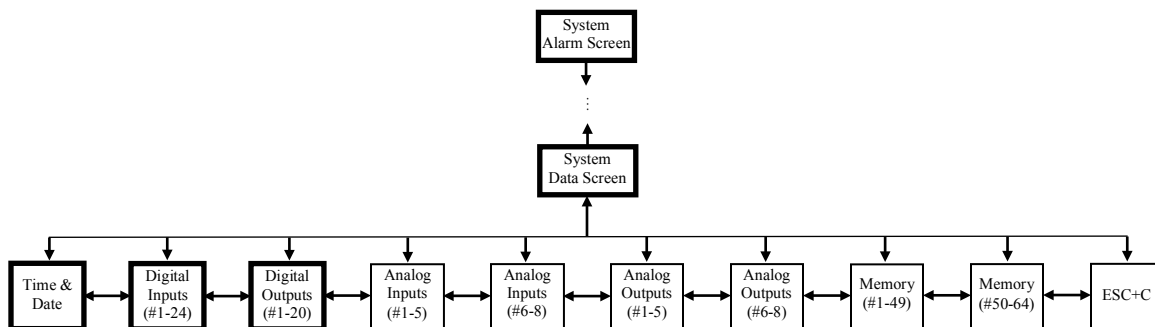 System
Alarm Screen
System
Data Screen
Time &
Date
Digital
Inputs
(#1-24)
Digital
Outputs
(#1-20)
Analog
Inputs
(#1-5)
Analog
Inputs
(#6-8)
Analog
Outputs
(#1-5)
Analog
Outputs
(#6-8)
Memory
(#1-49)
Memory
(#50-64)
ESC+C